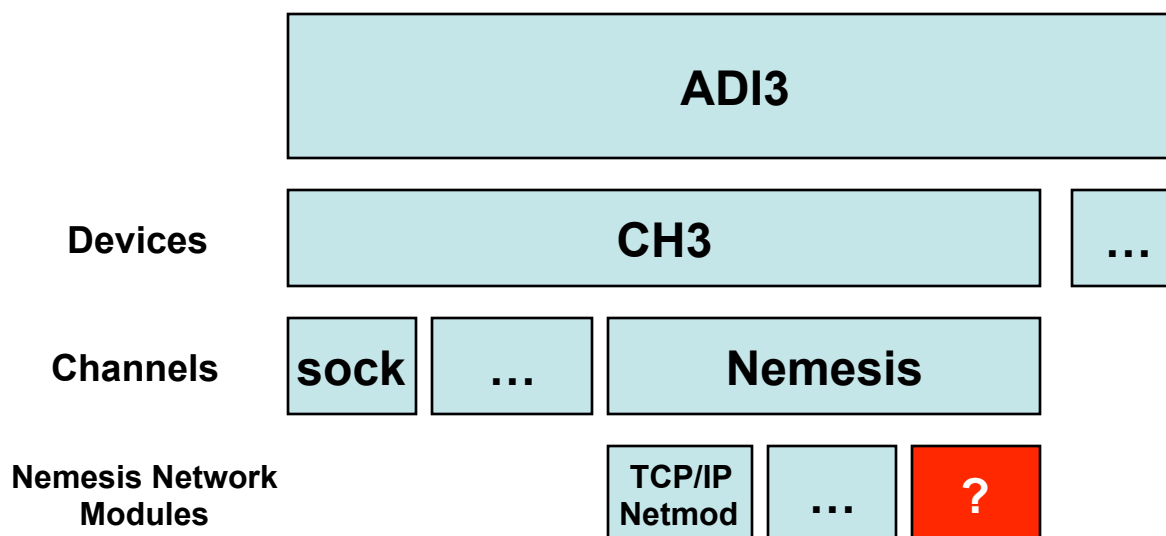 ADI3
Devices
CH3
...
Channels
sock
...
Nemesis
Nemesis Network
Modules
TCP/IP
Netmod
...
?